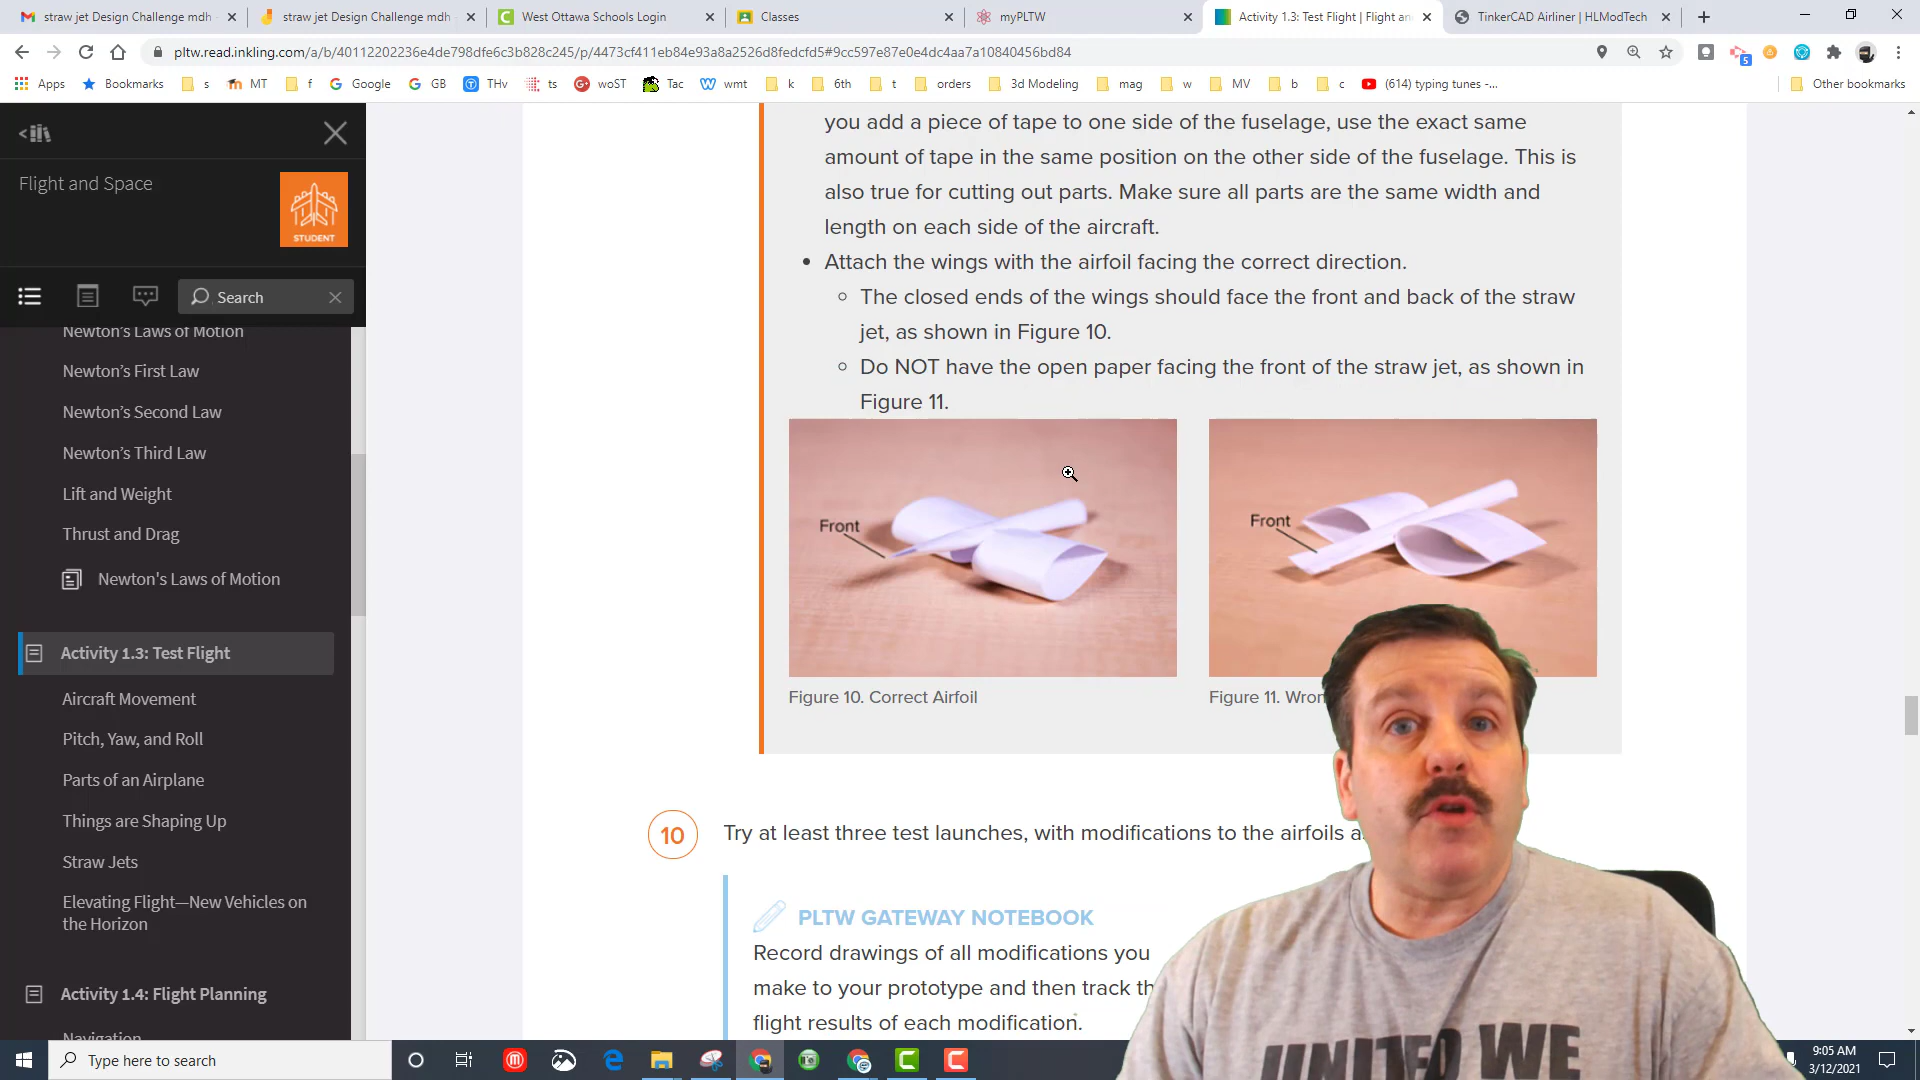 straw jet Design Challenge mdh
straw jet Design Challenge mdh
West Ottawa Schools Login
Classes
myPLTW
Activity 1.3: Test Flight | Flight an
TinkerCAD Airliner | HLModTech
pltw.read.inkling.com/a/b/40112202236e4de798dfe6c3b828c245/p/4473cf411eb84e93a8a2526d8fedcfd5#9cc597e87e0e4dc4aa7a10840456bd84
5
Apps
Bookmarks
s
MT
f
Google
GB
THv
ts
woST
Tac
wmt
k
6th
t
orders
3d Modeling
mag
w
MV
b
c
(614) typing tunes -...
Other bookmarks
Flight and Space
STUDENT
Search
Newton's Laws of Motion
Newton's First Law
Newton's Second Law
Newton's Third Law
Lift and Weight
Thrust and Drag
Newton's Laws of Motion
Activity 1.3: Test Flight
Aircraft Movement
Pitch, Yaw, and Roll
Parts of an Airplane
Things are Shaping Up
Straw Jets
Elevating Flight—New Vehicles on
the Horizon
Activity 1.4: Flight Planning
Navigation
you add a piece of tape to one side of the fuselage, use the exact same
amount of tape in the same position on the other side of the fuselage. This is
also true for cutting out parts. Make sure all parts are the same width and
length on each side of the aircraft.
• Attach the wings with the airfoil facing the correct direction.
○ The closed ends of the wings should face the front and back of the straw
jet, as shown in Figure 10.
○ Do NOT have the open paper facing the front of the straw jet, as shown in
Figure 11.
Front
Front
Figure 10. Correct Airfoil
Figure 11. Wron
10
Try at least three test launches, with modifications to the airfoils a
PLTW GATEWAY NOTEBOOK
Record drawings of all modifications you
make to your prototype and then track th
flight results of each modification.
UNITED WE
Type here to search
9:05 AM
3/12/2021